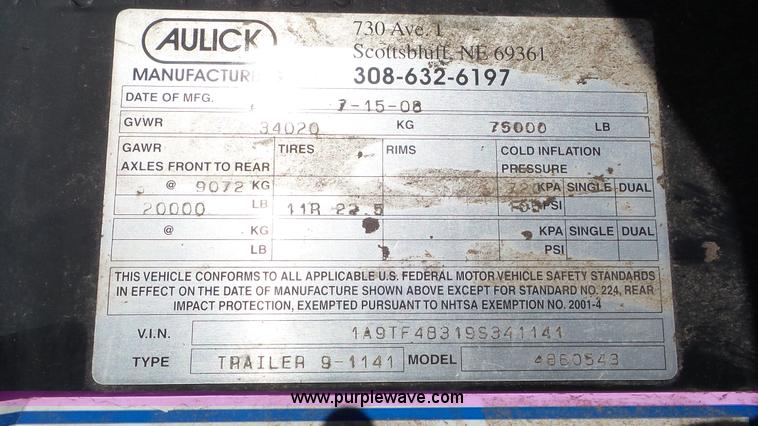 AULICK
730 Ave. I
Scottsbluff, NE 69361
MANUFACTURE
308-632-6197
DATE OF MFG. 7-15-08
GVWR 34020 KG 75000 LB
GAWR TIRES RIMS COLD INFLATION
AXLES FRONT TO REAR PRESSURE
@ 9072 KG KPA SINGLE DUAL
20000 LB 11R 22.5 PSI
@ KG KPA SINGLE DUAL
LB PSI
THIS VEHICLE CONFORMS TO ALL APPLICABLE U.S. FEDERAL MOTOR VEHICLE SAFETY STANDARDS
IN EFFECT ON THE DATE OF MANUFACTURE SHOWN ABOVE EXCEPT FOR STANDARD NO. 224, REAR
IMPACT PROTECTION, EXEMPTED PURSUANT TO NHTSA EXEMPTION NO. 2001-4
V.I.N. 1A9TF48319S341141
TYPE TRAILER 9-1141 MODEL 4860543
www.purplewave.com